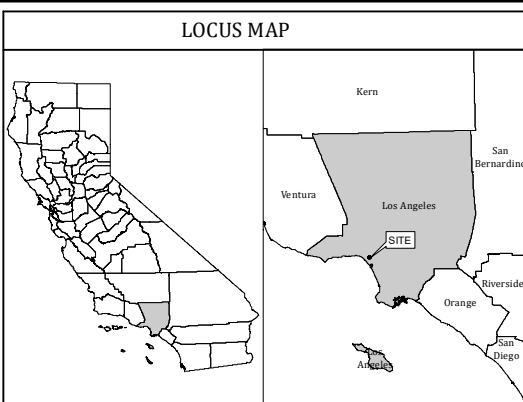 LOCUS MAP
Kern
San
Bernardino
Ventura
Los Angeles
SITE
Riverside
Orange
San
Diego
Los
Angeles